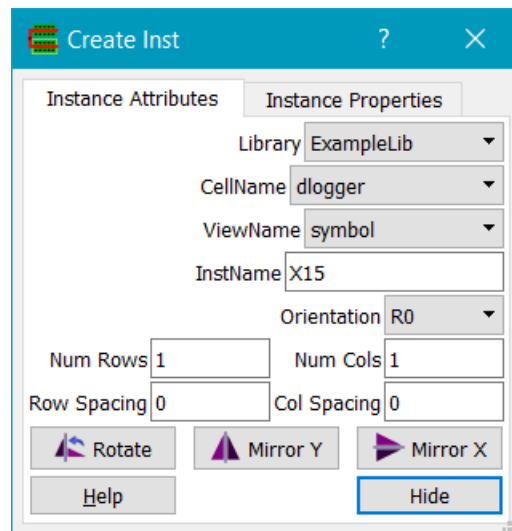 Create Inst ?
Instance Attributes Instance Properties
Library ExampleLib
CellName dlogger
ViewName symbol
InstName X15
Orientation R0
Num Rows 1 Num Cols 1
Row Spacing 0 Col Spacing 0
Rotate Mirror Y Mirror X
Help Hide